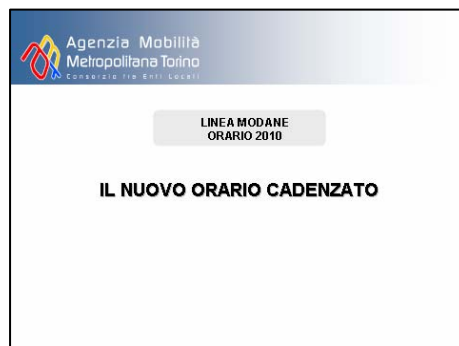 Agenzia Mobilità
Metropolitana Torino
Consorzio fra Enti Locali
LINEA MODANE
ORARIO 2010
IL NUOVO ORARIO CADENZATO